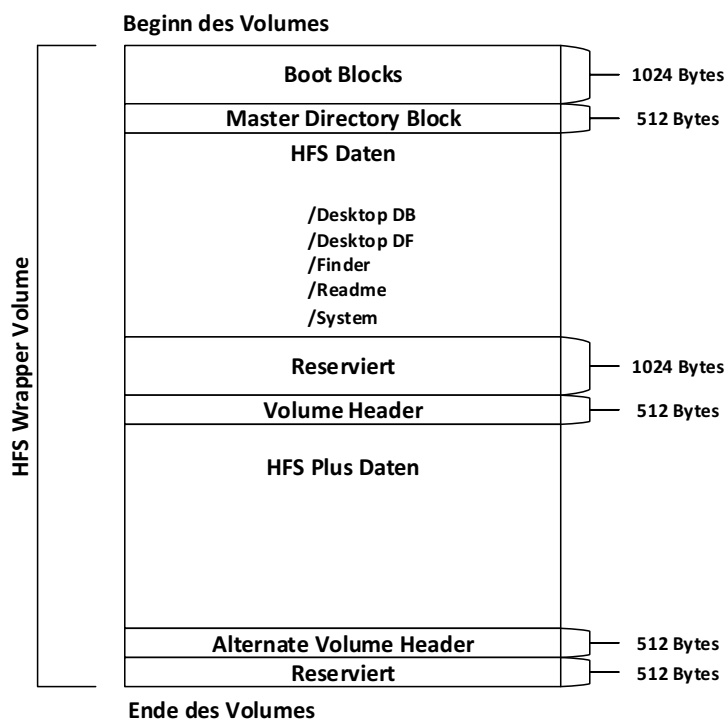 Beginn des Volumes
Boot Blocks
1024 Bytes
Master Directory Block
512 Bytes
HFS Daten
/Desktop DB
/Desktop DF
/Finder
/Readme
/System
HFS Wrapper Volume
Reserviert
1024 Bytes
Volume Header
512 Bytes
HFS Plus Daten
Alternate Volume Header
512 Bytes
Reserviert
512 Bytes
Ende des Volumes